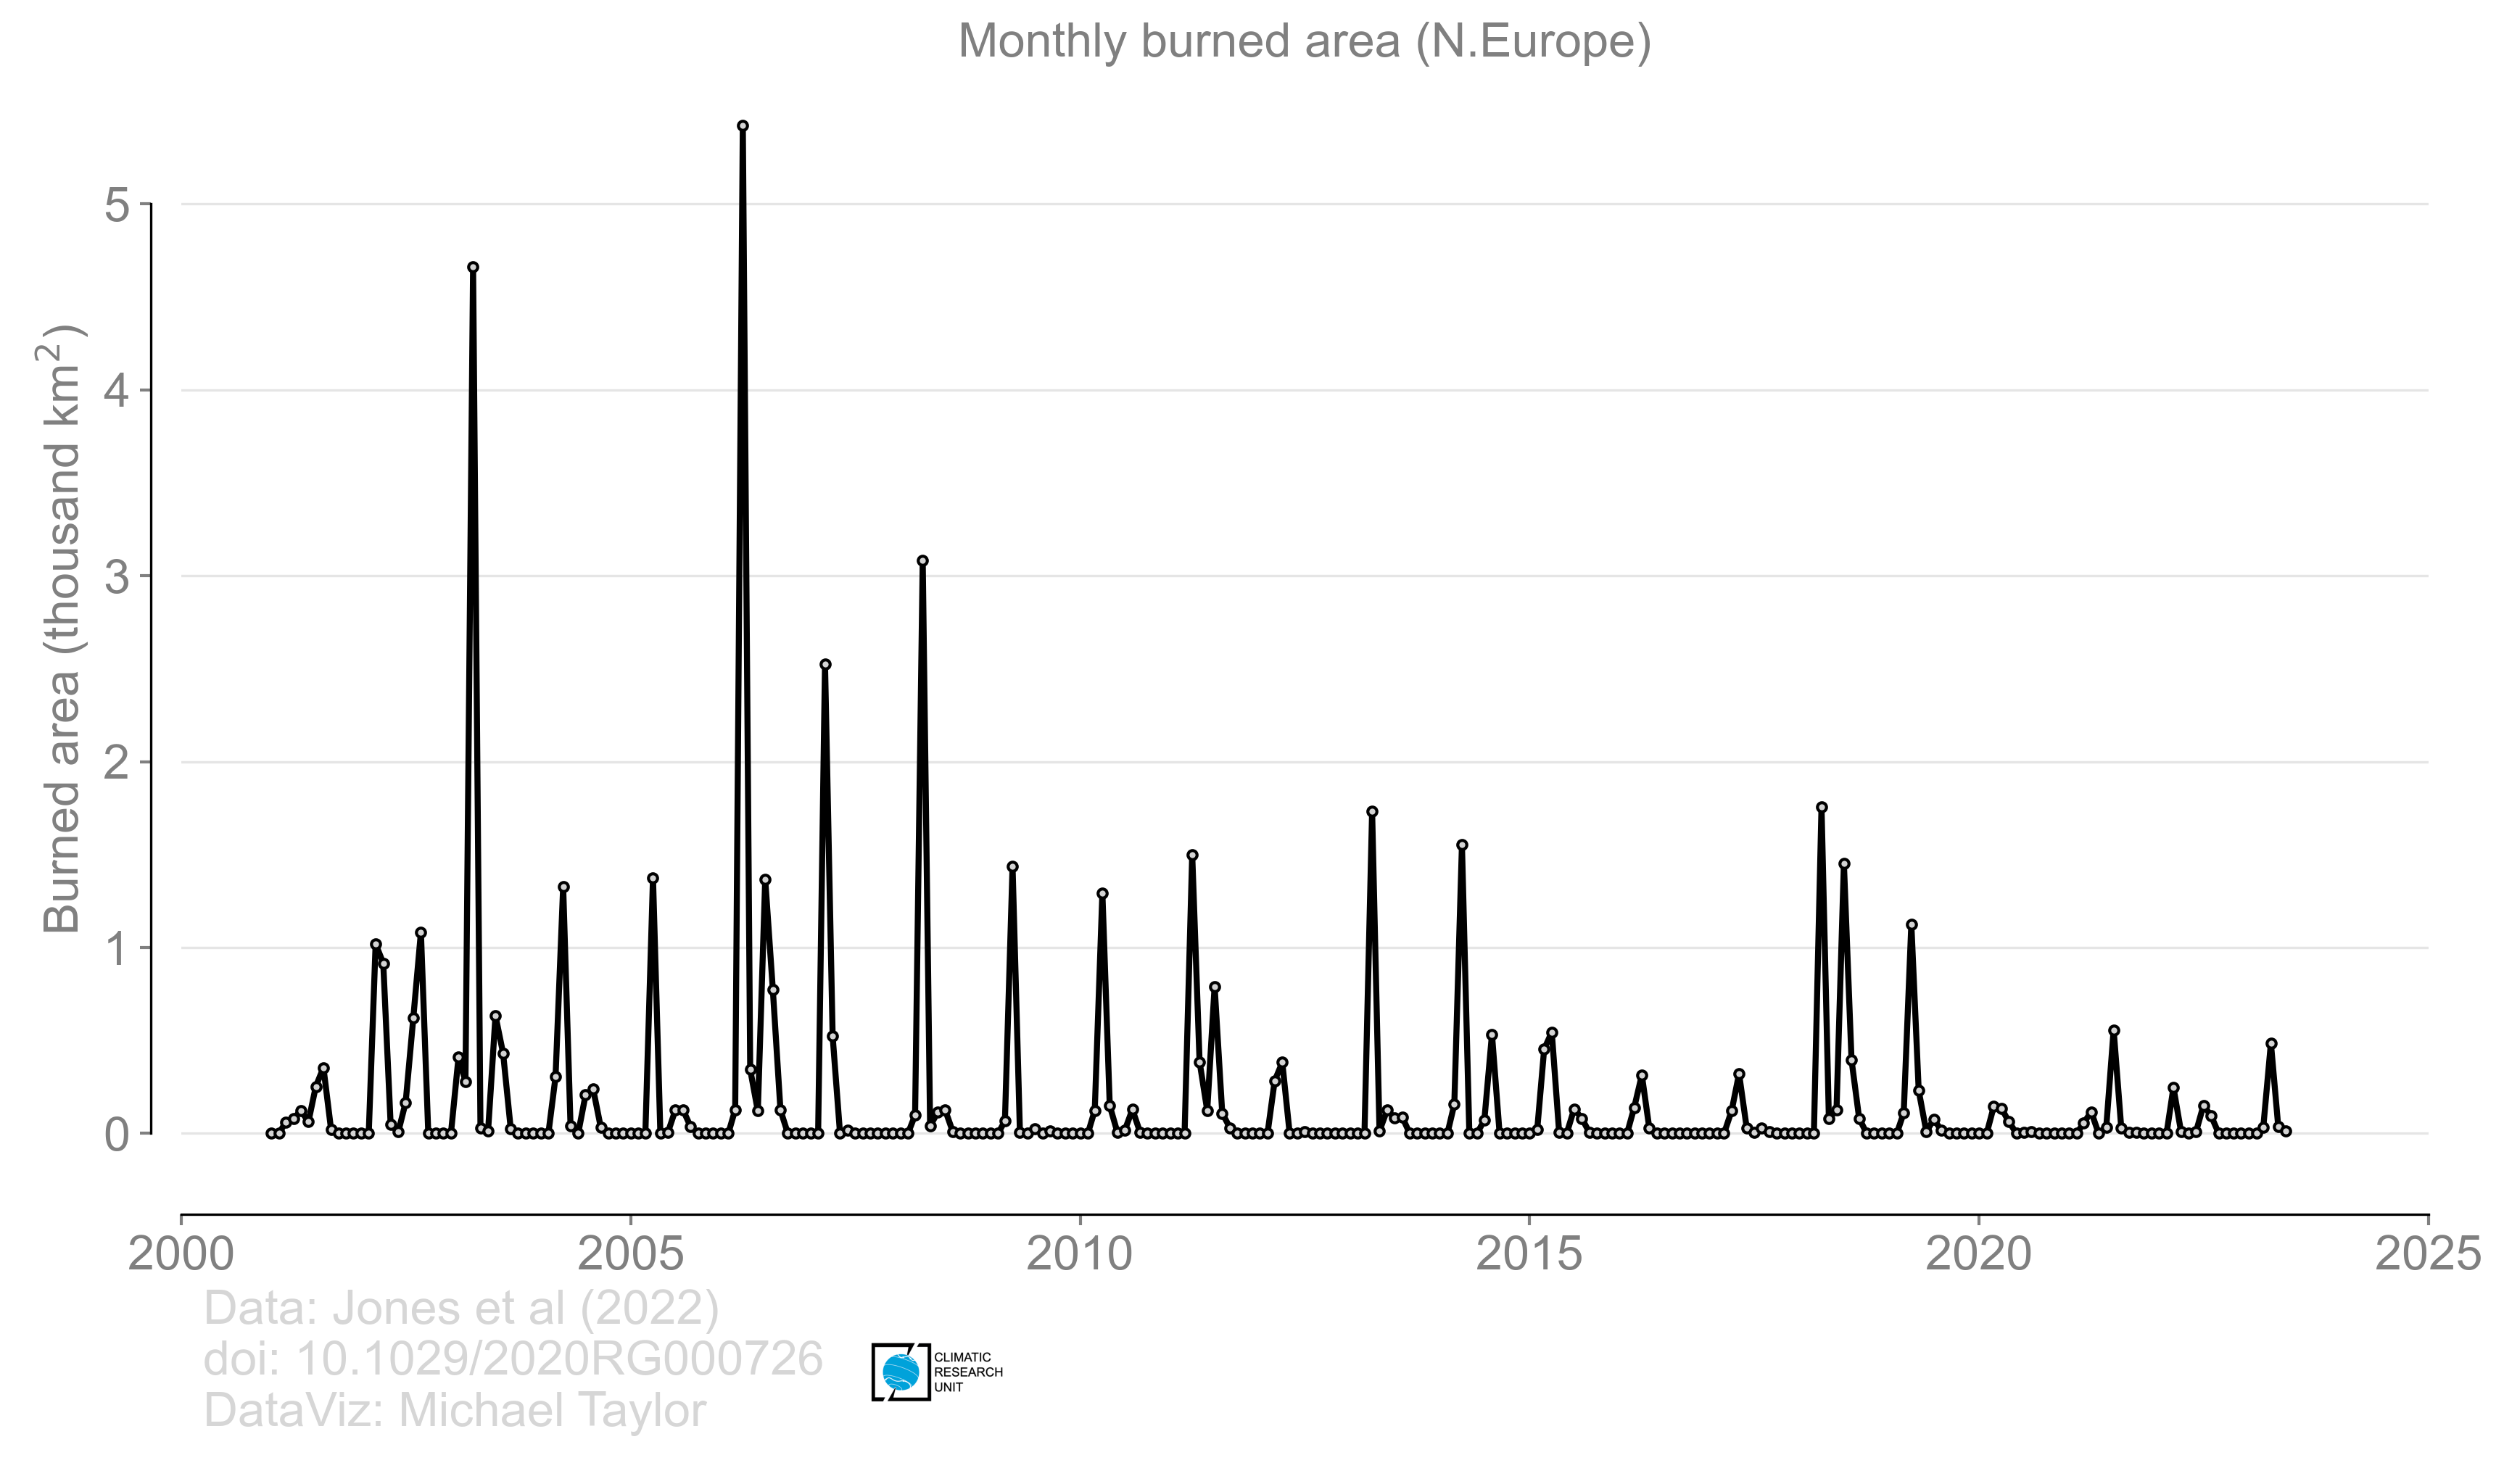 Monthly burned area (N.Europe)
Burned area (thousand km²)
5
4
3
2
1
0
2000 2005 2010 2015 2020 2025
Data: Jones et al (2022)
doi: 10.1029/2020RG000726
DataViz: Michael Taylor
CLIMATIC
RESEARCH
UNIT